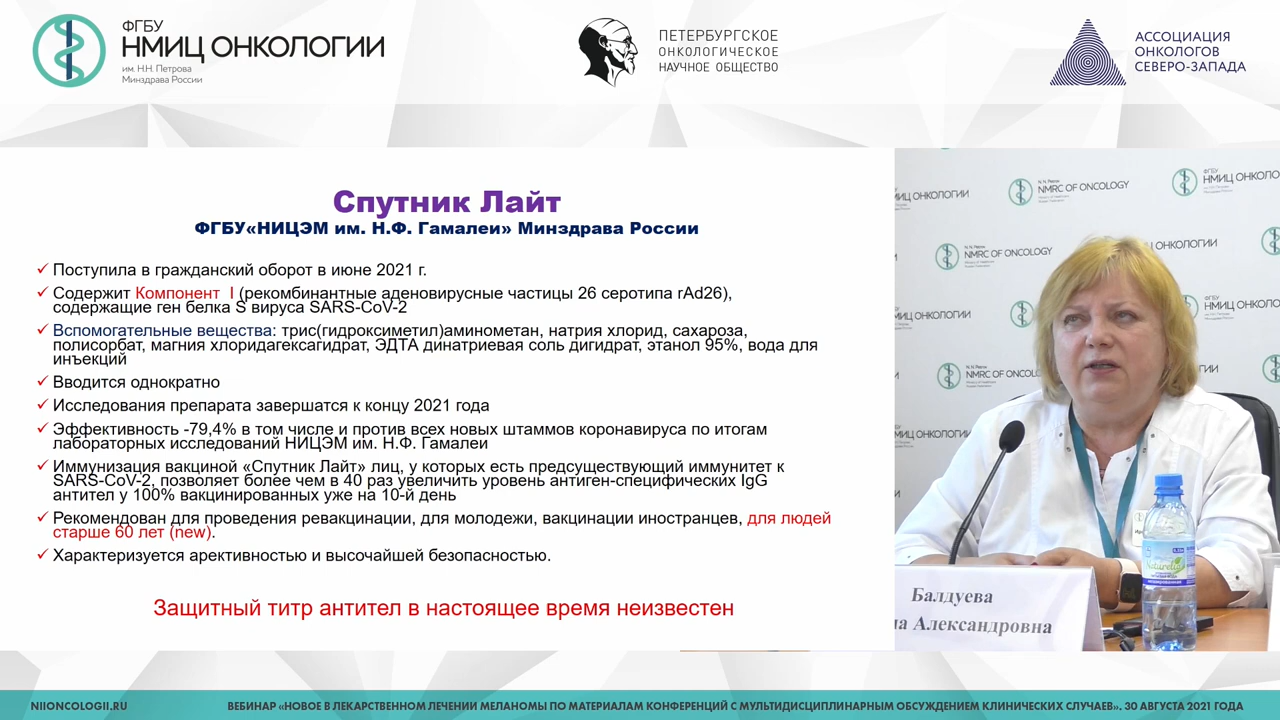 ФГБУ
НМИЦ ОНКОЛОГИИ
им. Н.Н. Петрова
Минздрава России
ПЕТЕРБУРГСКОЕ
ОНКОЛОГИЧЕСКОЕ
НАУЧНОЕ ОБЩЕСТВО
АССОЦИАЦИЯ
ОНКОЛОГОВ
СЕВЕРО-ЗАПАДА
Спутник Лайт
ФГБУ«НИЦЭМ им. Н.Ф. Гамалеи» Минздрава России
✓ Поступила в гражданский оборот в июне 2021 г.
✓ Содержит Компонент I (рекомбинантные аденовирусные частицы 26 серотипа rAd26),
содержащие ген белка S вируса SARS-CoV-2
✓ Вспомогательные вещества: трис(гидроксиметил)аминометан, натрия хлорид, сахароза,
полисорбат, магния хлоридагексагидрат, ЭДТА динатриевая соль дигидрат, этанол 95%, вода для
инъекций
✓ Вводится однократно
✓ Исследования препарата завершатся к концу 2021 года
✓ Эффективность -79,4% в том числе и против всех новых штаммов коронавируса по итогам
лабораторных исследований НИЦЭМ им. Н.Ф. Гамалеи
✓ Иммунизация вакциной «Спутник Лайт» лиц, у которых есть предсуществующий иммунитет к
SARS-CoV-2, позволяет более чем в 40 раз увеличить уровень антиген-специфических IgG
антител у 100% вакцинированных уже на 10-й день
✓ Рекомендован для проведения ревакцинации, для молодежи, вакцинации иностранцев, для людей
старше 60 лет (new).
✓ Характеризуется арективностью и высочайшей безопасностью.
Защитный титр антител в настоящее время неизвестен
NMRC OF ONCOLOGY
NMRC OF ONCOLOGY
NMRC OF ONCOL
Балдуева
на Александровна
NIIONCOLOGII.RU
ВЕБИНАР «НОВОЕ В ЛЕКАРСТВЕННОМ ЛЕЧЕНИИ МЕЛАНОМЫ ПО МАТЕРИАЛАМ КОНФЕРЕНЦИЙ С МУЛЬТИДИСЦИПЛИНАРНЫМ ОБСУЖДЕНИЕМ КЛИНИЧЕСКИХ СЛУЧАЕВ». 30 АВГУСТА 2021 ГОДА